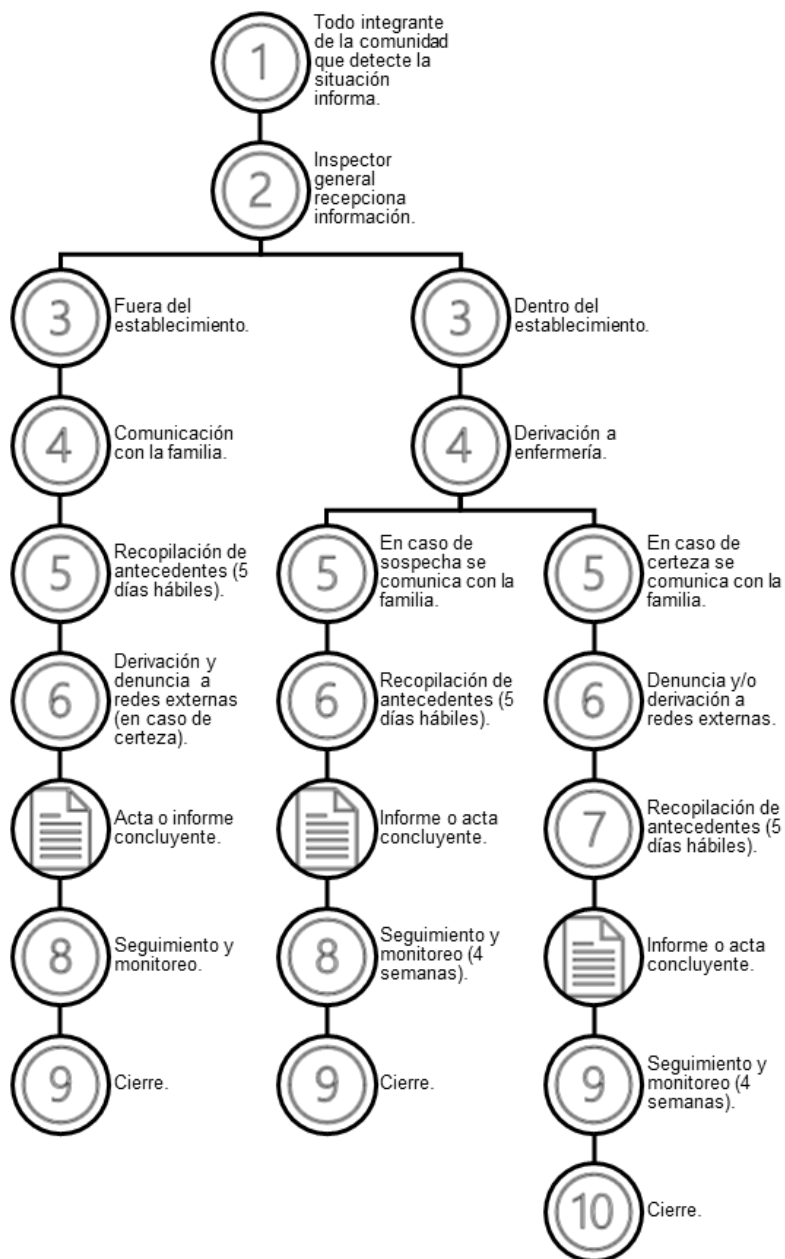 1
Todo integrante
de la comunidad
que detecte la
situación
informa.
2
Inspector
general
recepciona
información.
3
Fuera del
establecimiento.
3
Dentro del
establecimiento.
4
Comunicación
con la familia.
4
Derivación a
enfermería.
5
Recopilación de
antecedentes (5
días hábiles).
5
En caso de
sospecha se
comunica con la
familia.
5
En caso de
certeza se
comunica con la
familia.
6
Derivación y
denuncia a
redes externas
(en caso de
certeza).
6
Recopilación de
antecedentes (5
días hábiles).
6
Denuncia y/o
derivación a
redes externas.
Acta o informe
concluyente.
Informe o acta
concluyente.
7
Recopilación de
antecedentes (5
días hábiles).
8
Seguimiento y
monitoreo.
8
Seguimiento y
monitoreo (4
semanas).
Informe o acta
concluyente.
9
Cierre.
9
Cierre.
9
Seguimiento y
monitoreo (4
semanas).
10
Cierre.